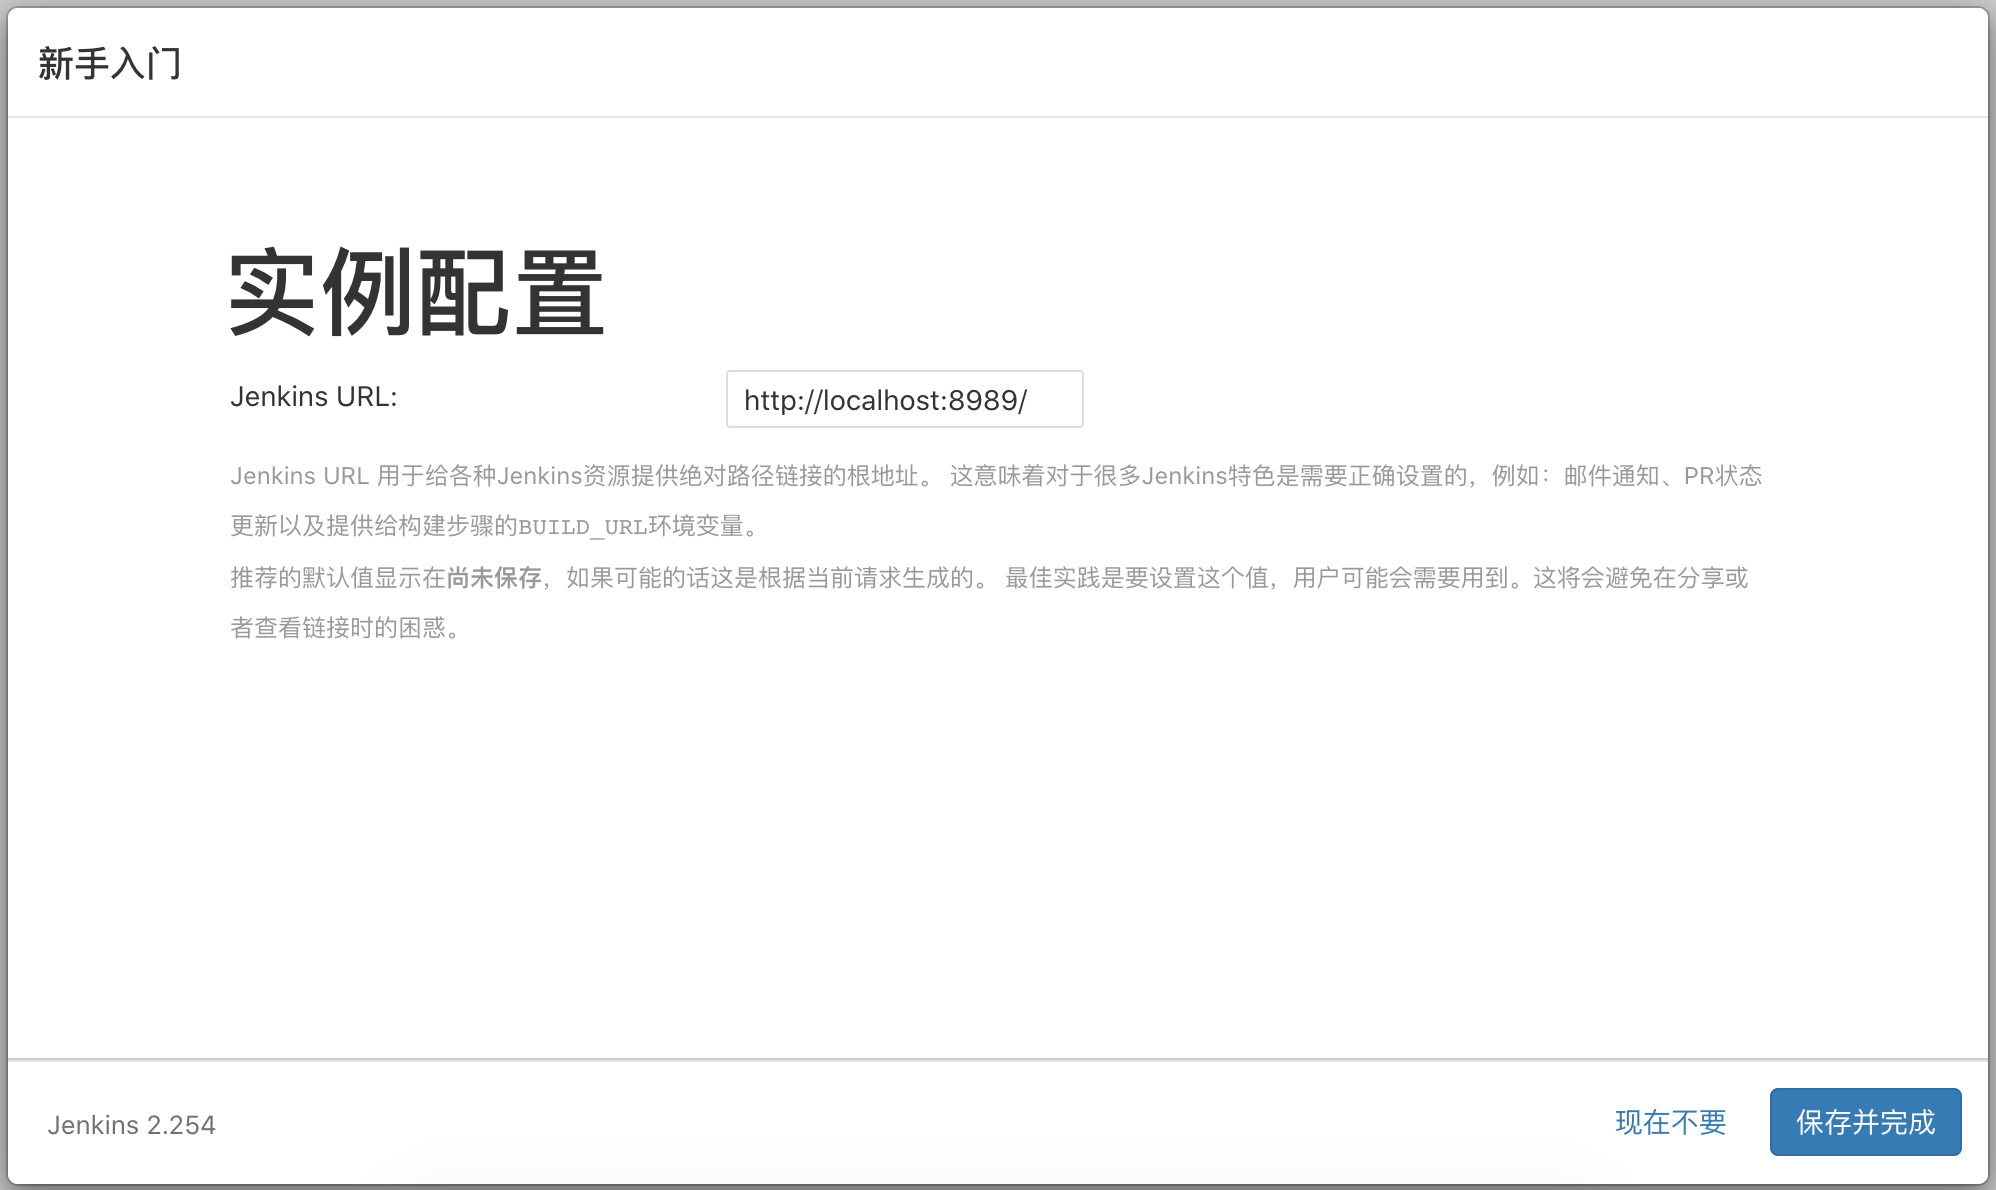 新手入门
实例配置
Jenkins URL:
http://localhost:8989/
Jenkins URL 用于给各种Jenkins资源提供绝对路径链接的根地址。 这意味着对于很多Jenkins特色是需要正确设置的，例如：邮件通知、PR状态
更新以及提供给构建步骤的BUILD_URL环境变量。
推荐的默认值显示在尚未保存，如果可能的话这是根据当前请求生成的。 最佳实践是要设置这个值，用户可能会需要用到。这将会避免在分享或
者查看链接时的困惑。
Jenkins 2.254
现在不要
保存并完成